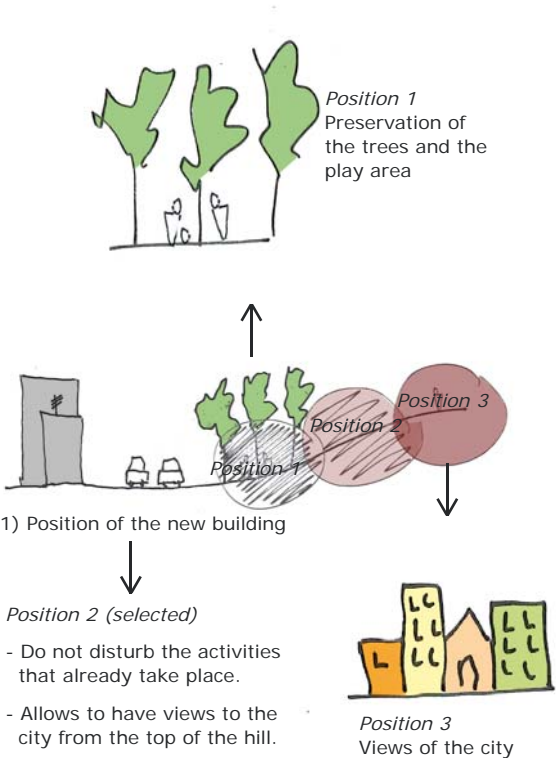 Position 1
Preservation of
the trees and the
play area
Position 3
Position 2
Position 1
1) Position of the new building
Position 2 (selected)
- Do not disturb the activities
that already take place.
- Allows to have views to the
city from the top of the hill.
Position 3
Views of the city